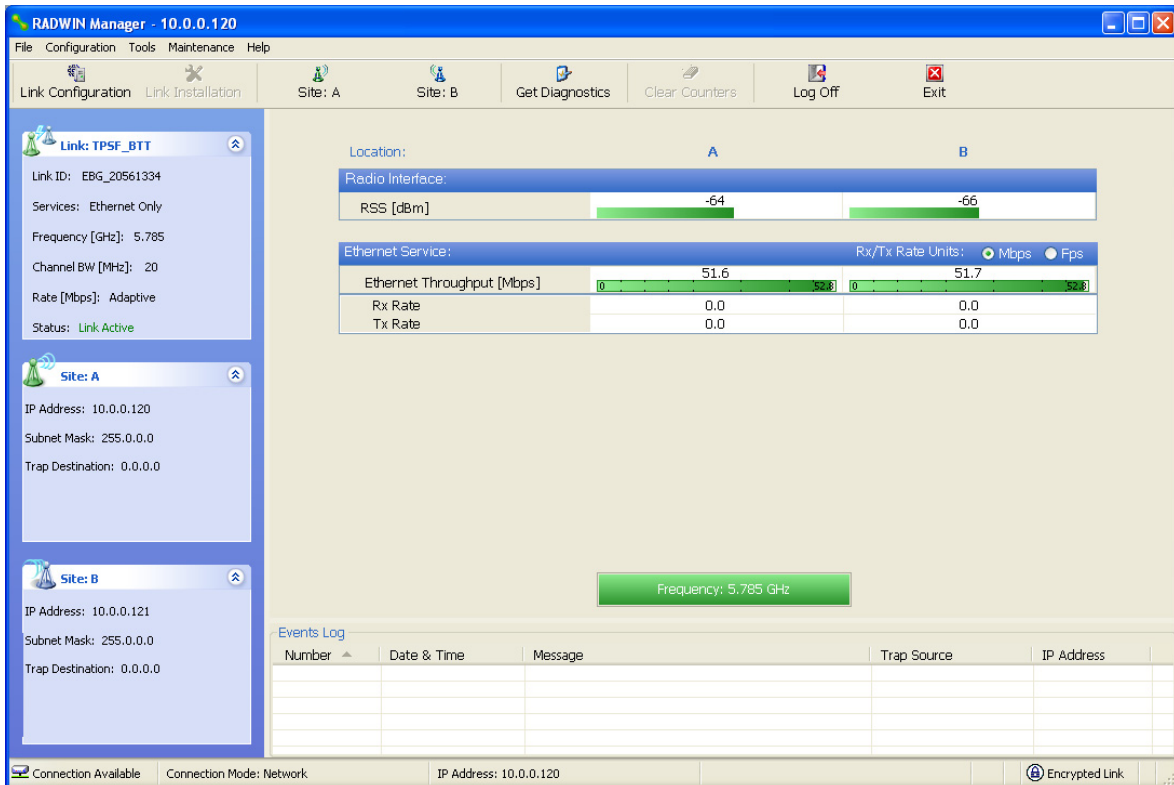 RADWIN Manager - 10.0.0.120
File Configuration Tools Maintenance Help
Link Configuration Link Installation Site: A Site: B Get Diagnostics Clear Counters Log Off Exit
Link: TPSF_BTT
Link ID: EBG_20561334
Services: Ethernet Only
Frequency [GHz]: 5.785
Channel BW [MHz]: 20
Rate [Mbps]: Adaptive
Status: Link Active
Site: A
IP Address: 10.0.0.120
Subnet Mask: 255.0.0.0
Trap Destination: 0.0.0.0
Site: B
IP Address: 10.0.0.121
Subnet Mask: 255.0.0.0
Trap Destination: 0.0.0.0
Location: A B
Radio Interface:
RSS [dBm] -64 -66
Ethernet Service: Rx/Tx Rate Units: Mbps Fps
Ethernet Throughput [Mbps] 51.6 51.7
0 52.8 0 52.8
Rx Rate 0.0 0.0
Tx Rate 0.0 0.0
Frequency: 5.785 GHz
Events Log
Number Date & Time Message Trap Source IP Address
Connection Available Connection Mode: Network IP Address: 10.0.0.120 Encrypted Link